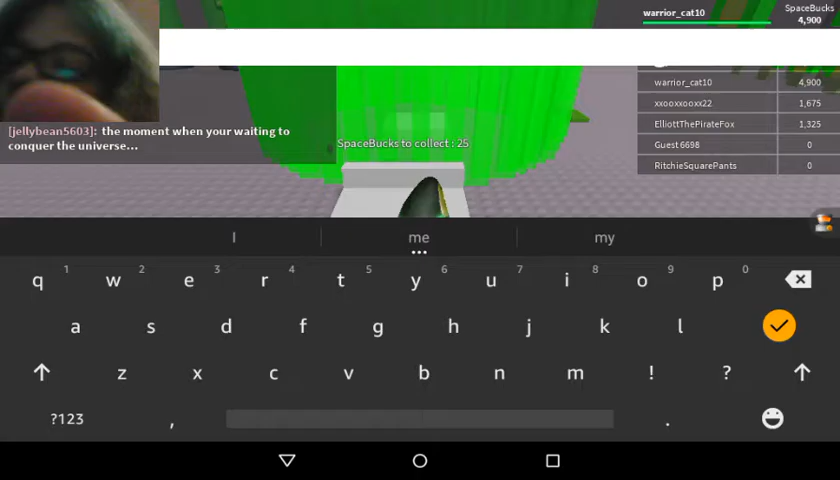 warrior_cat10
SpaceBucks
4,900
warrior_cat10 4,900
xxooxxooxx22 1,675
ElliottThePirateFox 1,325
Guest 6698 0
RitchieSquarePants 0
[jellybean5603]: the moment when your waiting to
conquer the universe...
SpaceBucks to collect : 25
I me my
q 1 w 2 e 3 r 4 t 5 y 6 u 7 i 8 o 9 p 0
a s d f g h j k l
z x c v b n m ! ?
?123 , .